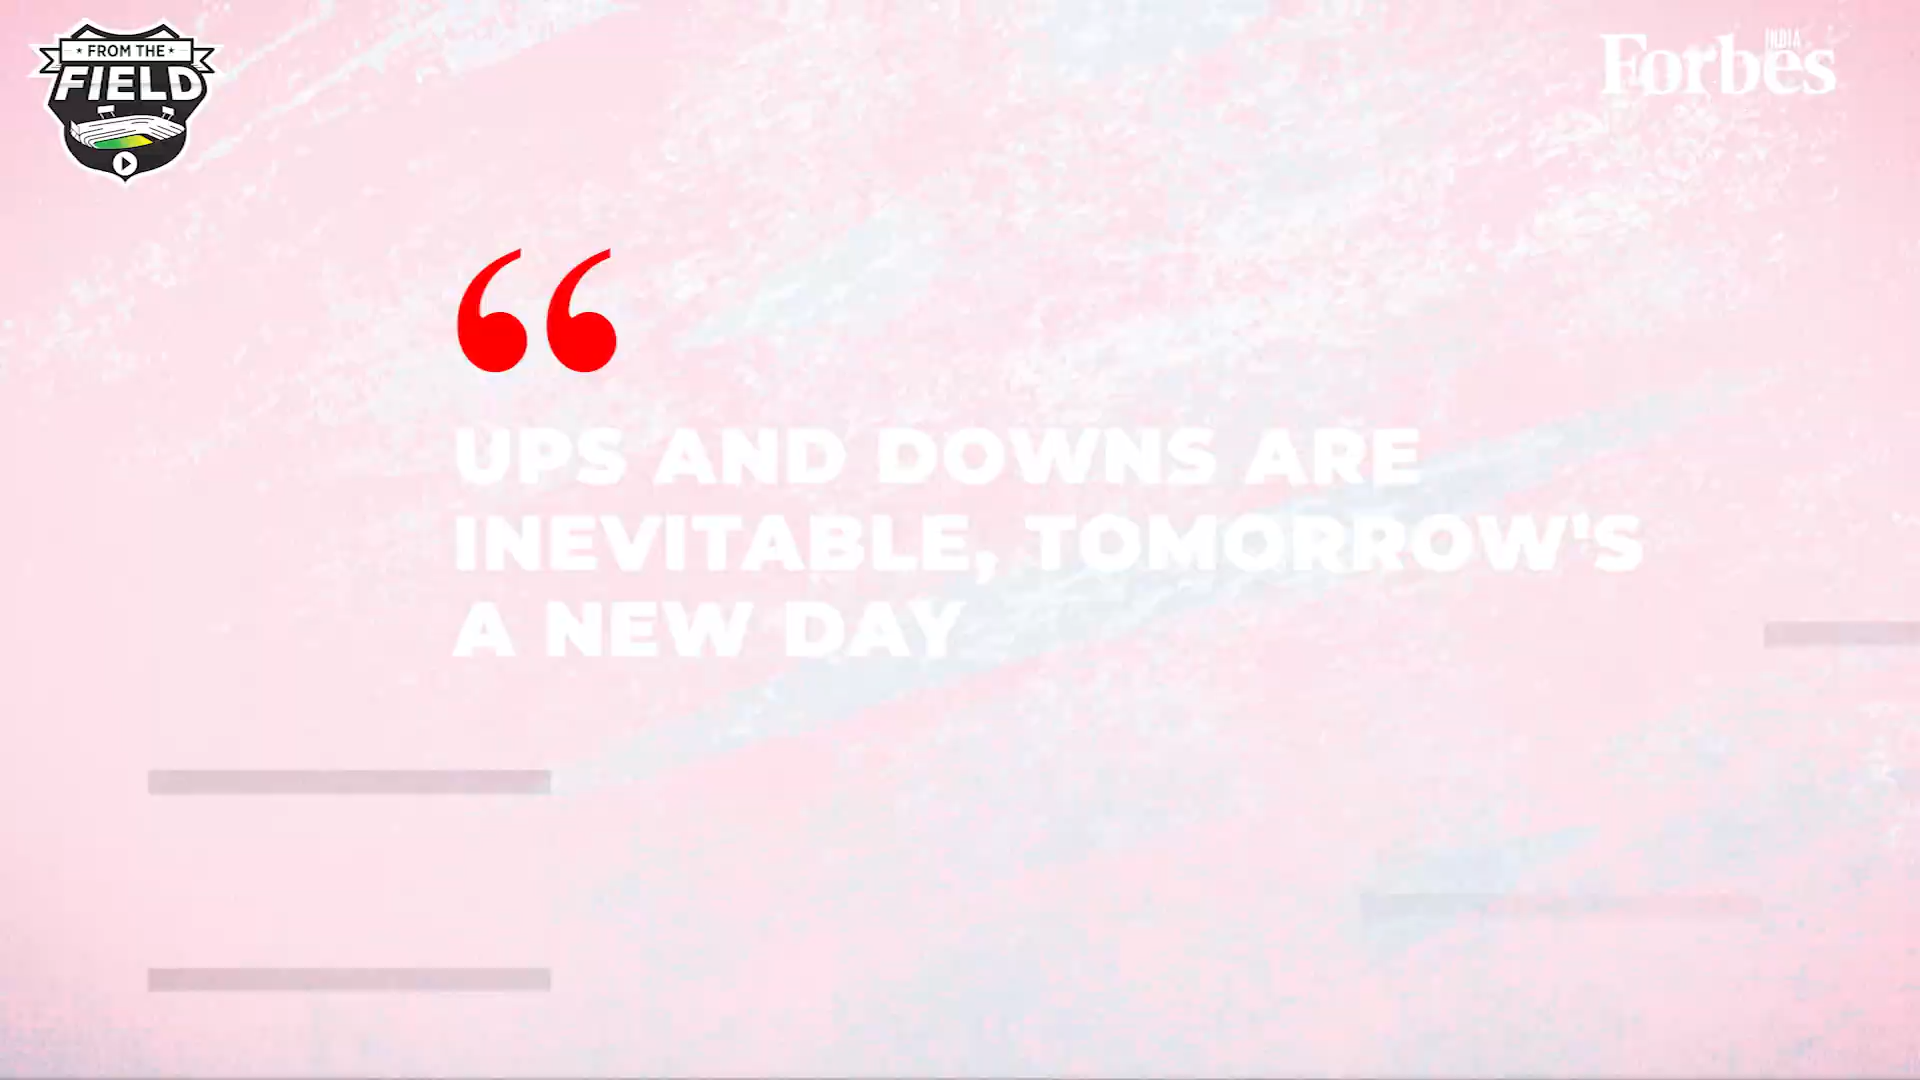 FROM THE
FIELD
Forbes
INDIA
UPS AND DOWNS ARE
INEVITABLE, TOMORROW'S
A NEW DAY